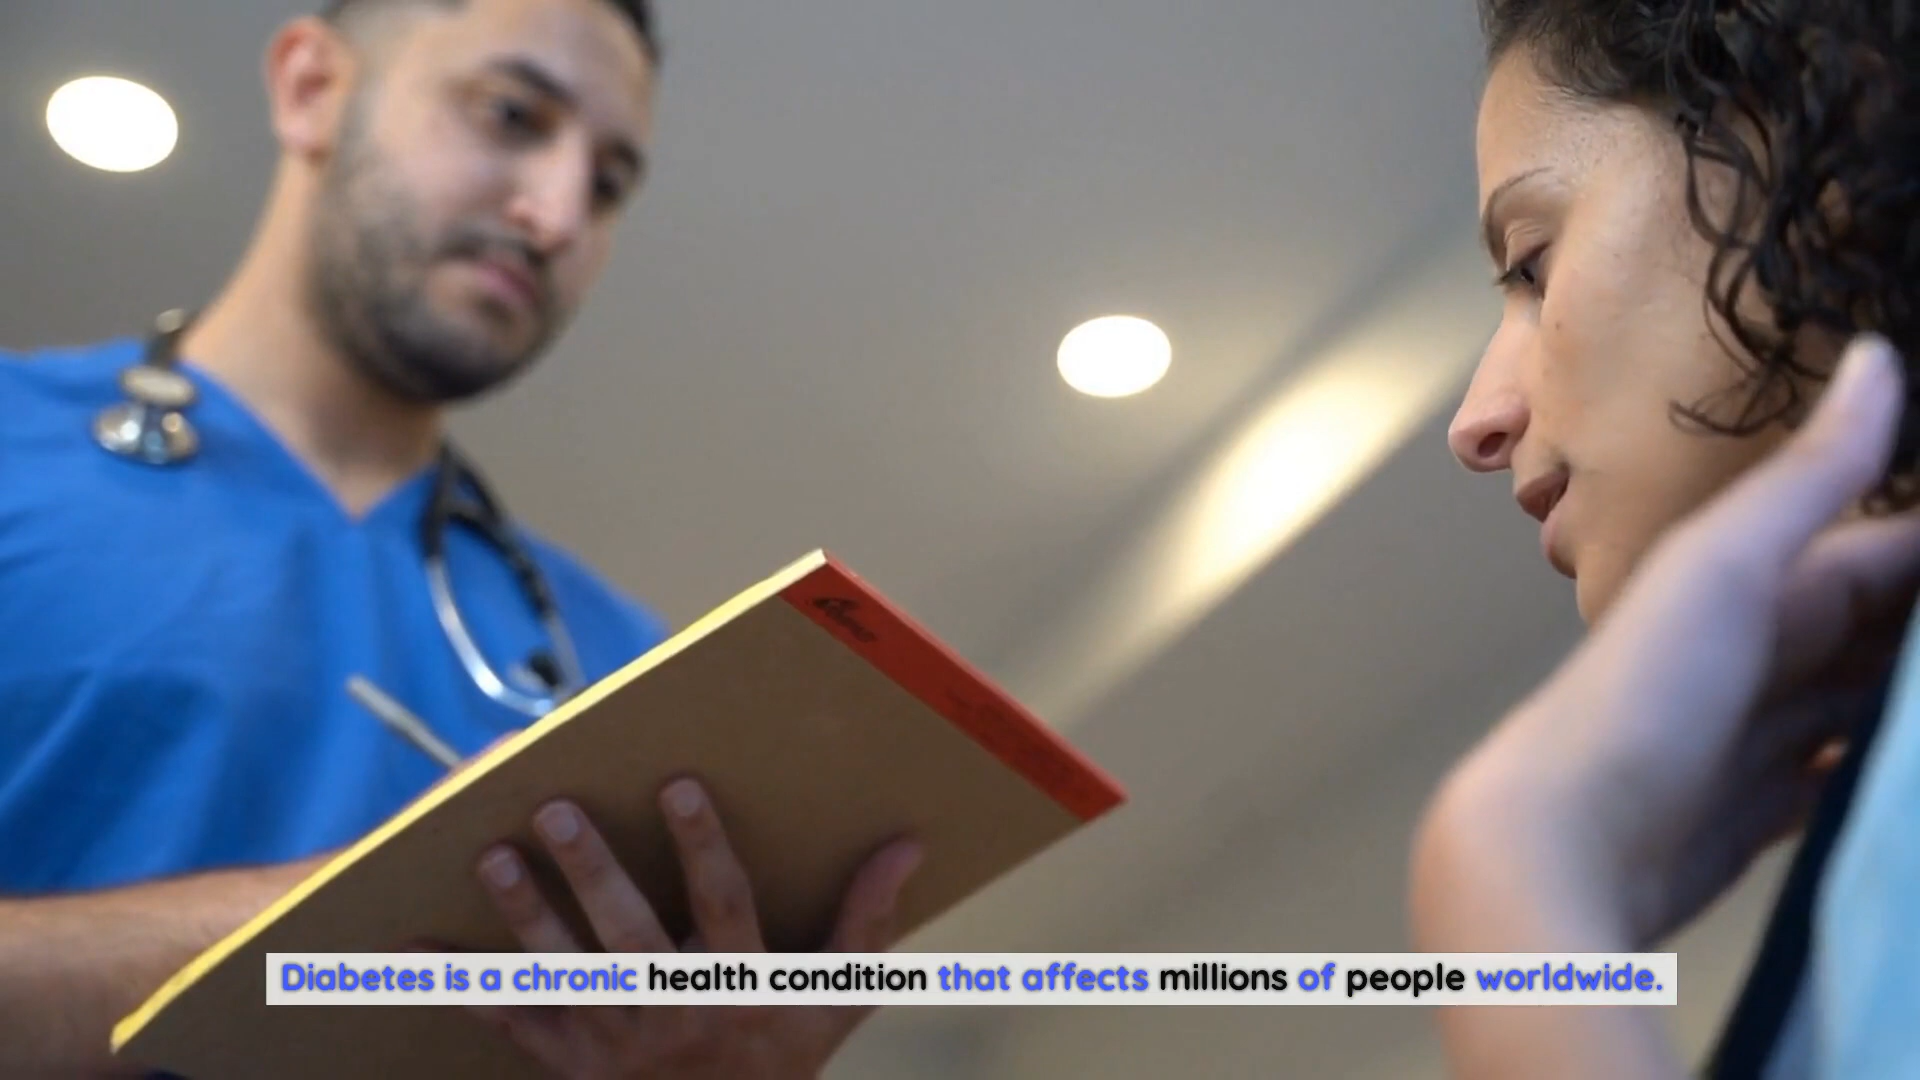 Diabetes is a chronic health condition that affects millions of people worldwide.